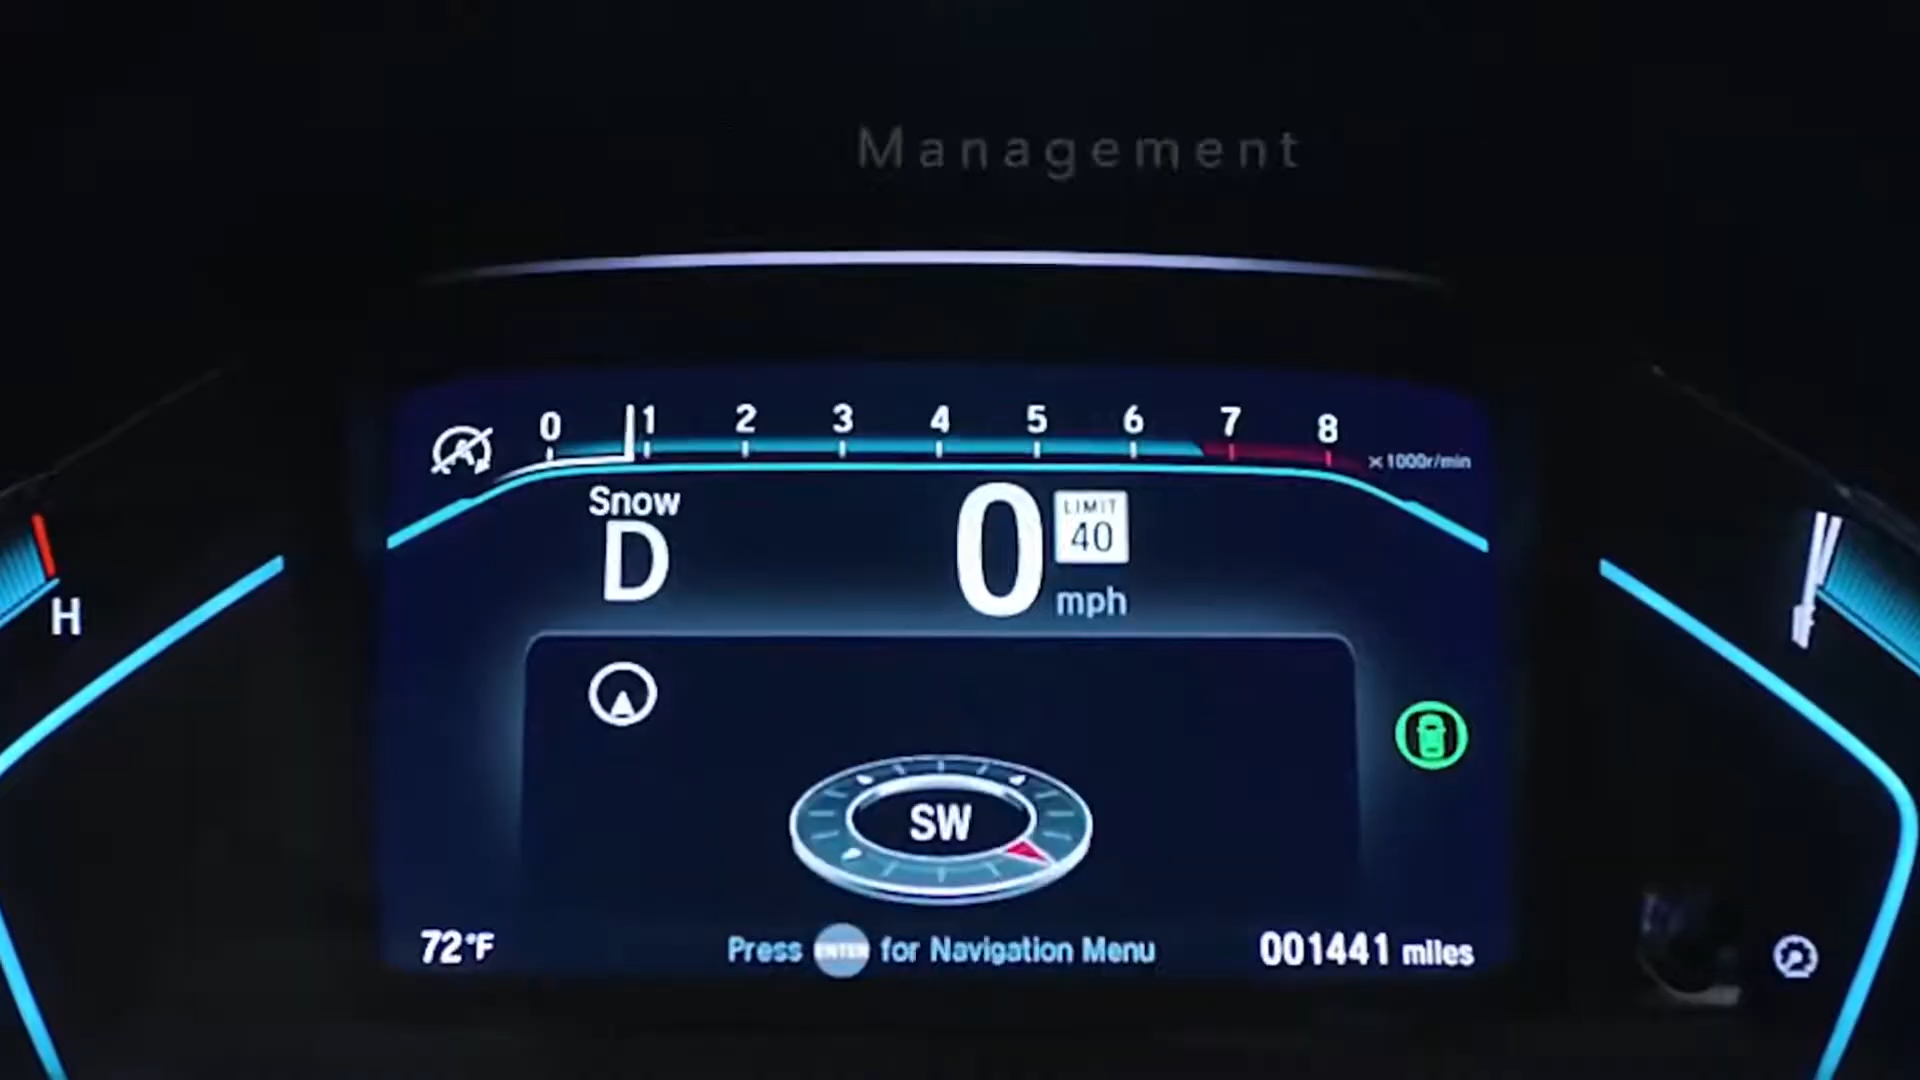 Management
0 1 2 3 4 5 6 7 8
×1000r/min
Snow
D
0
LIMIT
40
mph
H
SW
72°F
Press ENTER for Navigation Menu
001441 miles